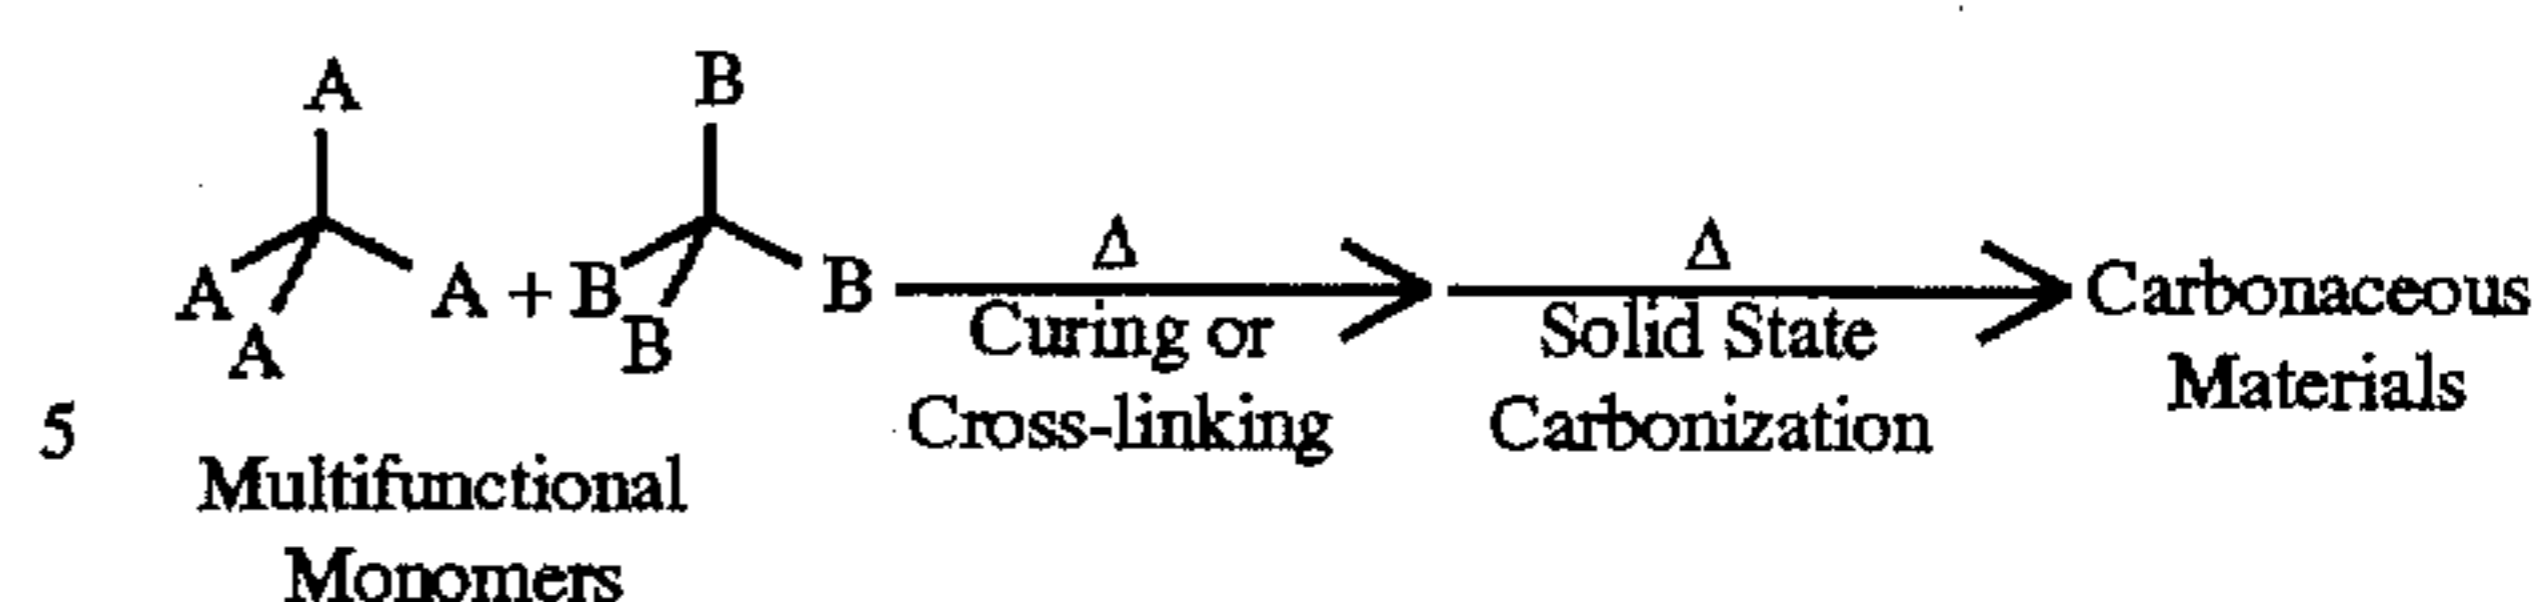 A B
Δ Δ
A A + B B Carbonaceous
A B Curing or Solid State Materials
5 Cross-linking Carbonization
Multifunctional
Monomers